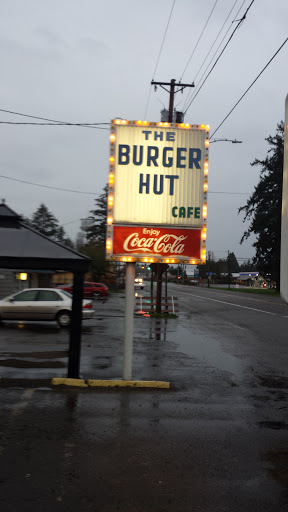 THE
BURGER
HUT
CAFE
Enjoy
Coca-Cola